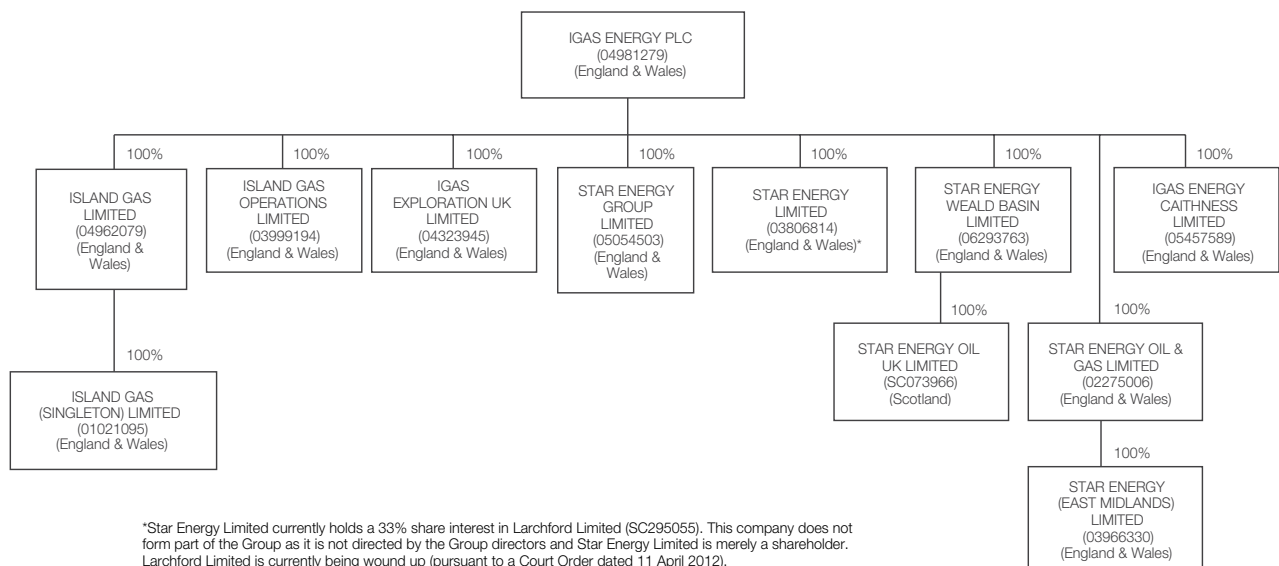 IGAS ENERGY PLC
(04981279)
(England & Wales)
100%
100%
100%
100%
100%
100%
100%
ISLAND GAS
LIMITED
(04962079)
(England &
Wales)
ISLAND GAS
OPERATIONS
LIMITED
(03999194)
(England & Wales)
IGAS
EXPLORATION UK
LIMITED
(04323945)
(England & Wales)
STAR ENERGY
GROUP
LIMITED
(05054503)
(England &
Wales)
STAR ENERGY
LIMITED
(03806814)
(England & Wales)*
STAR ENERGY
WEALD BASIN
LIMITED
(06293763)
(England & Wales)
IGAS ENERGY
CAITHNESS
LIMITED
(05457589)
(England & Wales)
100%
100%
100%
STAR ENERGY OIL
UK LIMITED
(SC073966)
(Scotland)
STAR ENERGY OIL &
GAS LIMITED
(02275006)
(England & Wales)
ISLAND GAS
(SINGLETON) LIMITED
(01021095)
(England & Wales)
100%
STAR ENERGY
(EAST MIDLANDS)
LIMITED
(03966330)
(England & Wales)
*Star Energy Limited currently holds a 33% share interest in Larchford Limited (SC295055). This company does not
form part of the Group as it is not directed by the Group directors and Star Energy Limited is merely a shareholder.
Larchford Limited is currently being wound up (pursuant to a Court Order dated 11 April 2012).